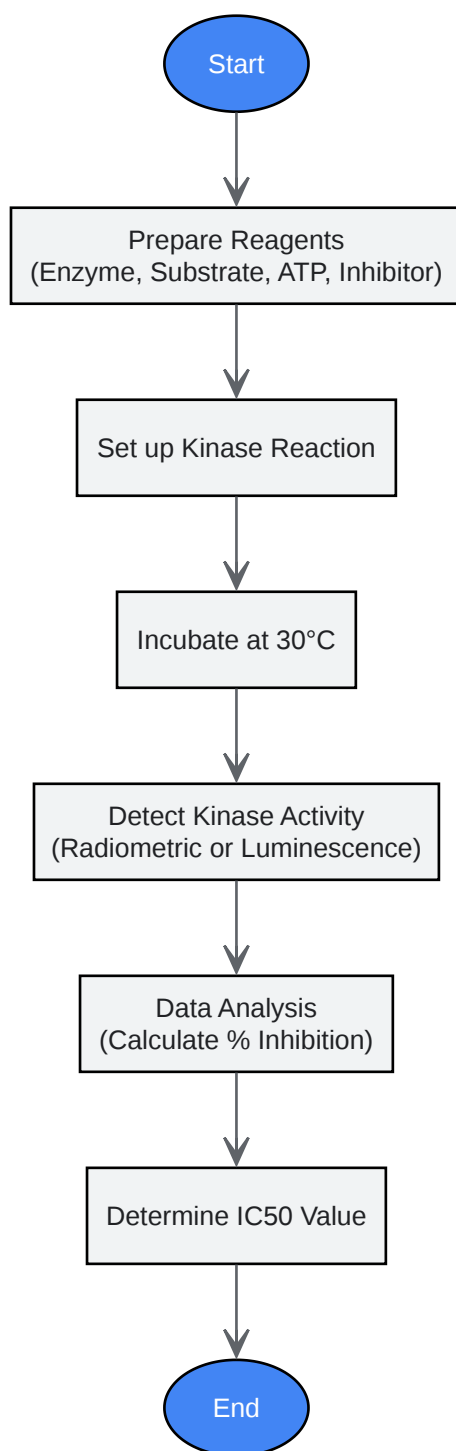 Start
Prepare Reagents
(Enzyme, Substrate, ATP, Inhibitor)
Set up Kinase Reaction
Incubate at 30°C
Detect Kinase Activity
(Radiometric or Luminescence)
Data Analysis
(Calculate % Inhibition)
Determine IC50 Value
End